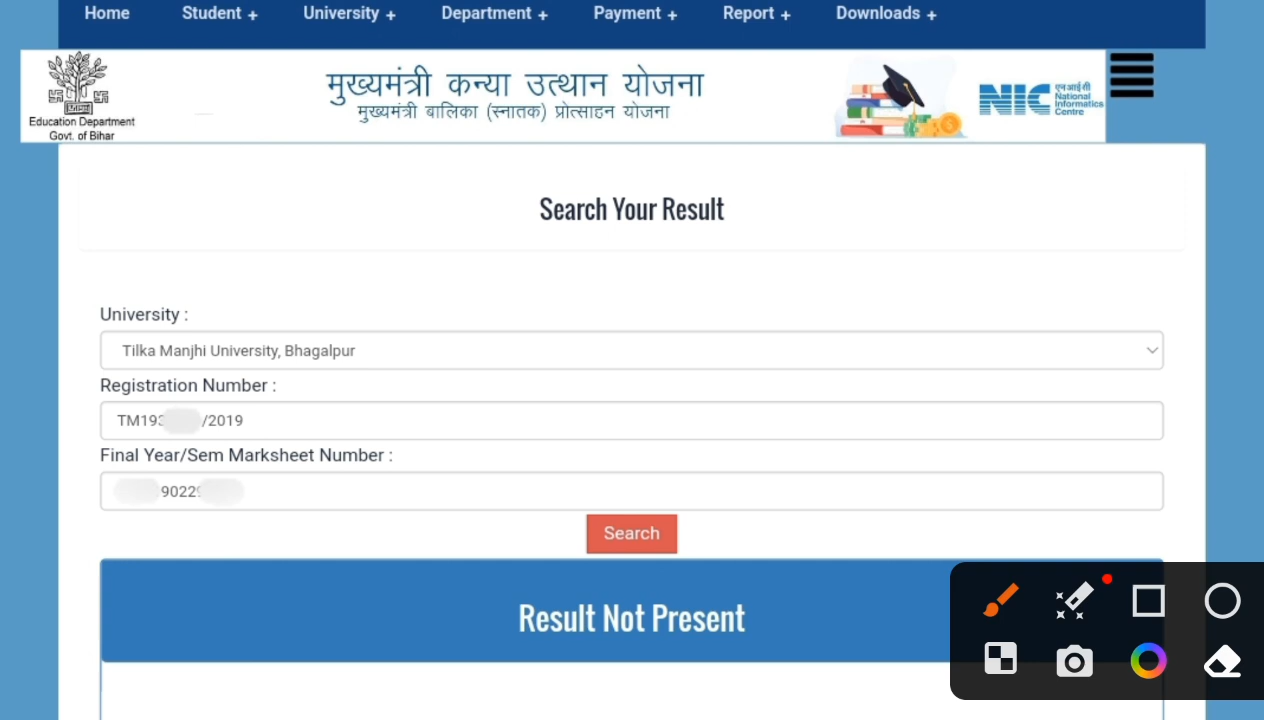 Home Student + University + Department + Payment + Report + Downloads +
Education Department
Govt. of Bihar
मुख्यमंत्री कन्या उत्थान योजना
मुख्यमंत्री बालिका (स्नातक) प्रोत्साहन योजना
NIC एनआईसी
National
Informatics
Centre
Search Your Result
University :
Tilka Manjhi University, Bhagalpur
Registration Number :
TM193 /2019
Final Year/Sem Marksheet Number :
9022
Search
Result Not Present